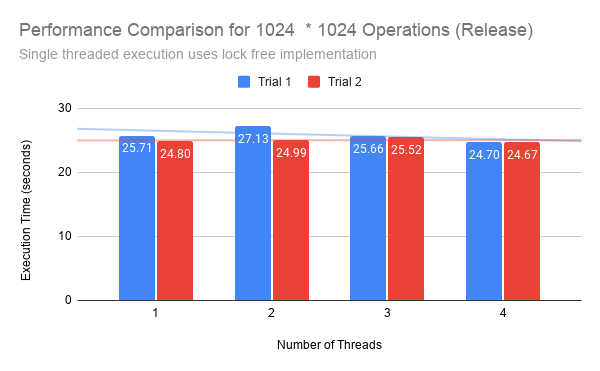 Performance Comparison for 1024  * 1024 Operations (Release)
Single threaded execution uses lock free implementation
Trial 1 Trial 2
Execution Time (seconds)
30
20
10
0
25.71 24.80 27.13 24.99 25.66 25.52 24.70 24.67
1 2 3 4
Number of Threads